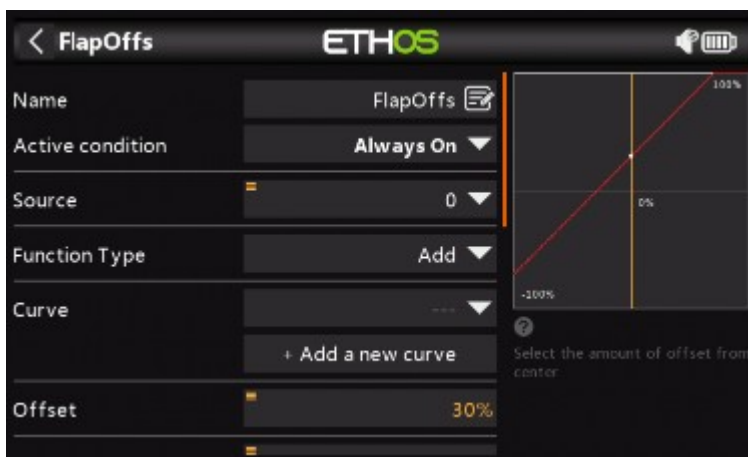 FlapOffs
ETHOS
Name
FlapOffs
Active condition
Always On
Source
0
Function Type
Add
Curve
---
+ Add a new curve
Offset
30%
100%
0%
-100%
?
Select the amount of offset from
center